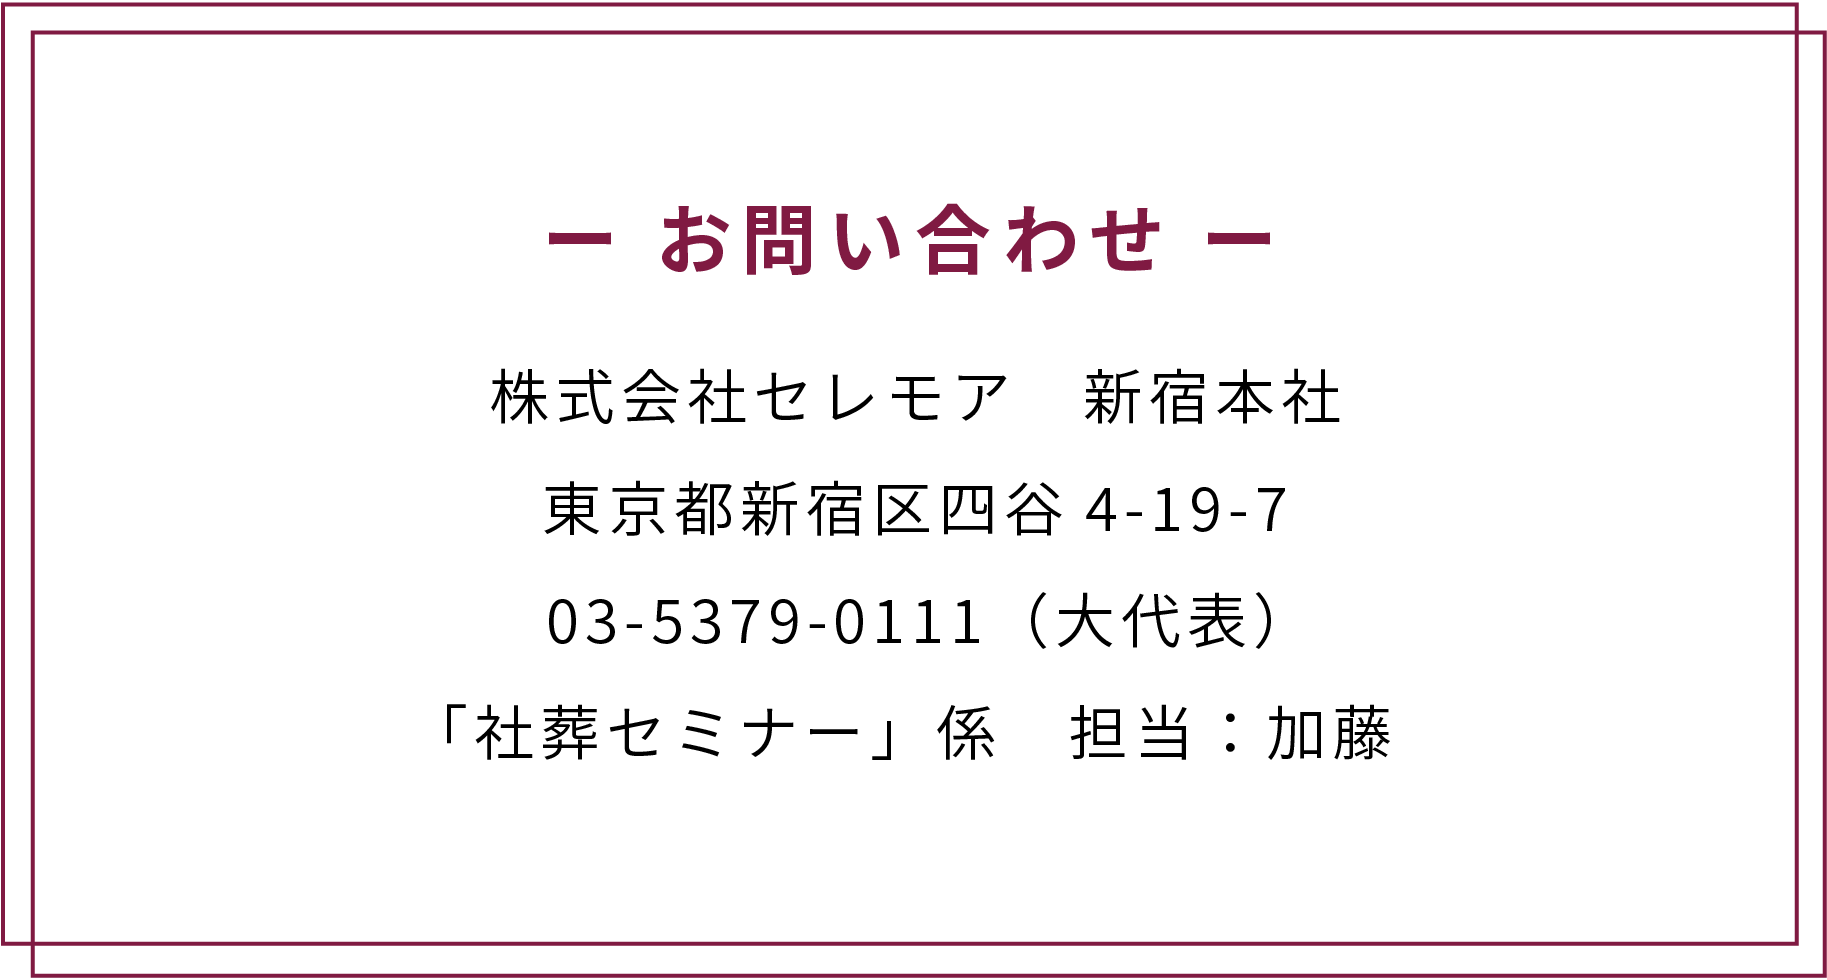 ー お問い合わせ ー
株式会社セレモア　新宿本社
東京都新宿区四谷 4-19-7
03-5379-0111（大代表）
「社葬セミナー」係　担当：加藤